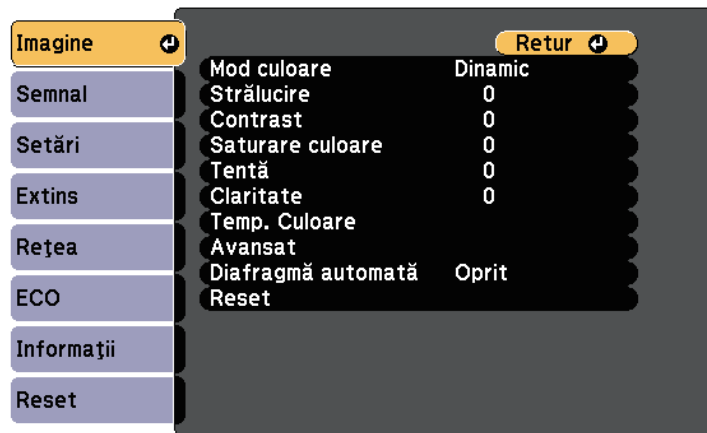 Imagine
Semnal
Setări
Extins
Reţea
ECO
Informaţii
Reset
Retur
Mod culoare Dinamic
Strălucire 0
Contrast 0
Saturare culoare 0
Tentă 0
Claritate 0
Temp. Culoare
Avansat
Diafragmă automată Oprit
Reset